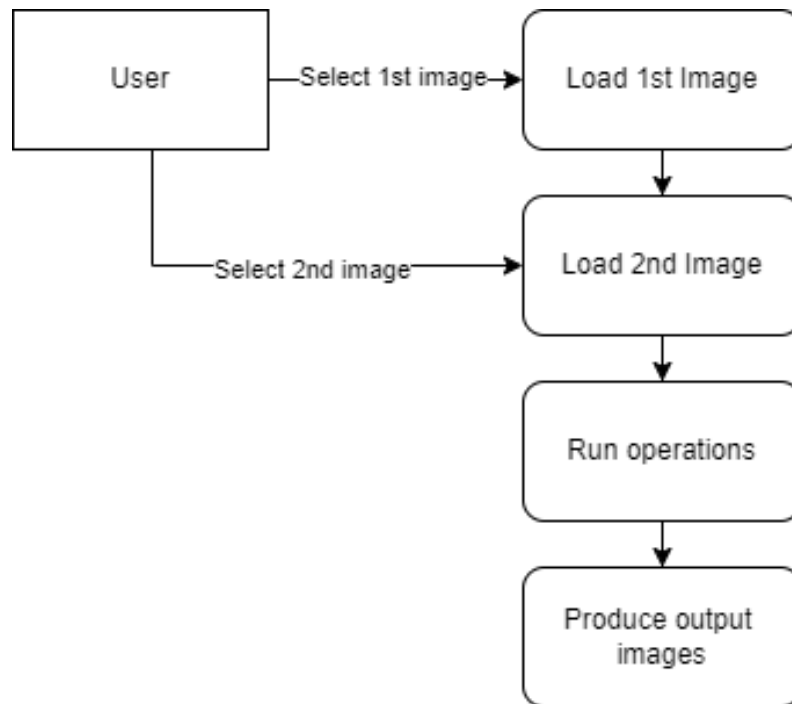 User
Select 1st image
Load 1st Image
Select 2nd image
Load 2nd Image
Run operations
Produce output
images